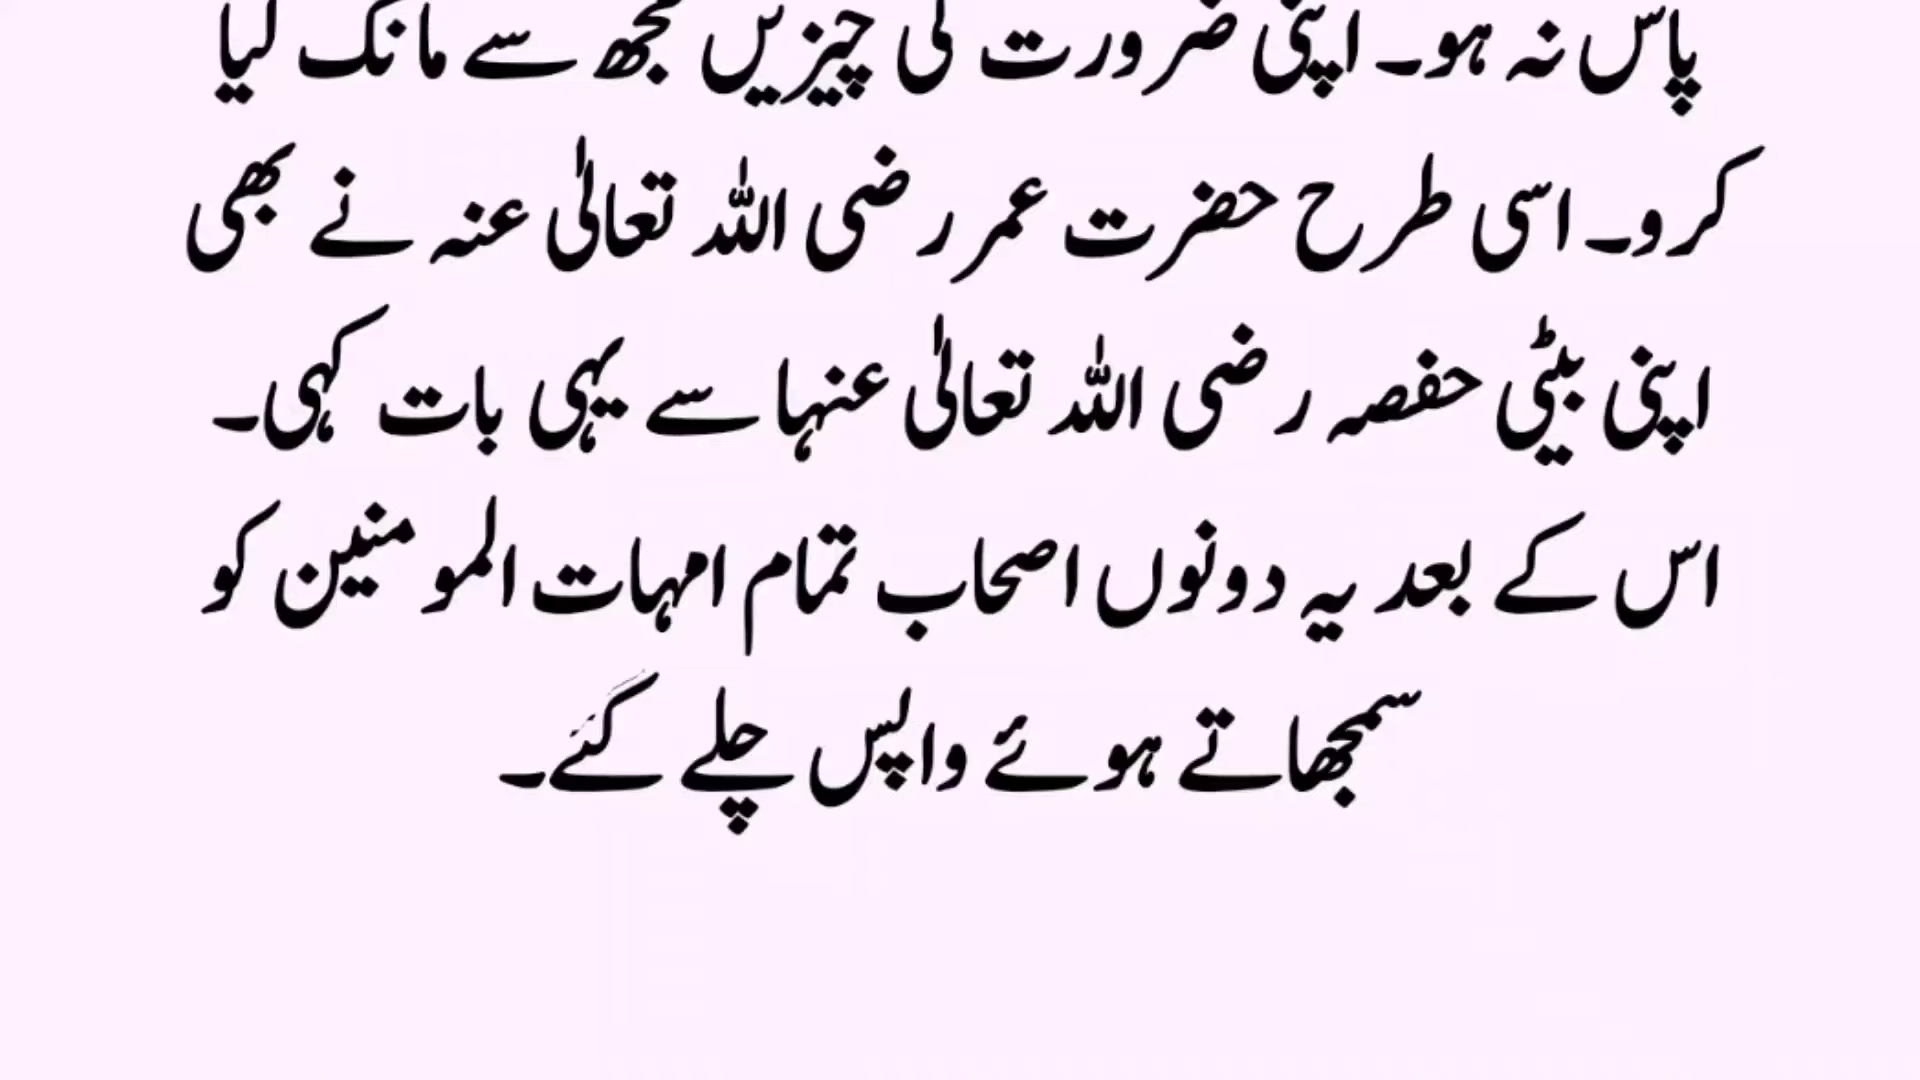 پاس نہ ہو۔ اپنی ضرورت کی چیزیں مجھ سے مانگ لیا
کرو۔ اسی طرح حضرت عمر رضی اللہ تعالیٰ عنہ نے بھی
اپنی بیٹی حفصہ رضی اللہ تعالیٰ عنہا سے یہی بات کہی۔
اس کے بعد یہ دونوں اصحاب تمام امہات المومنین کو
سمجھاتے ہوئے واپس چلے گئے۔